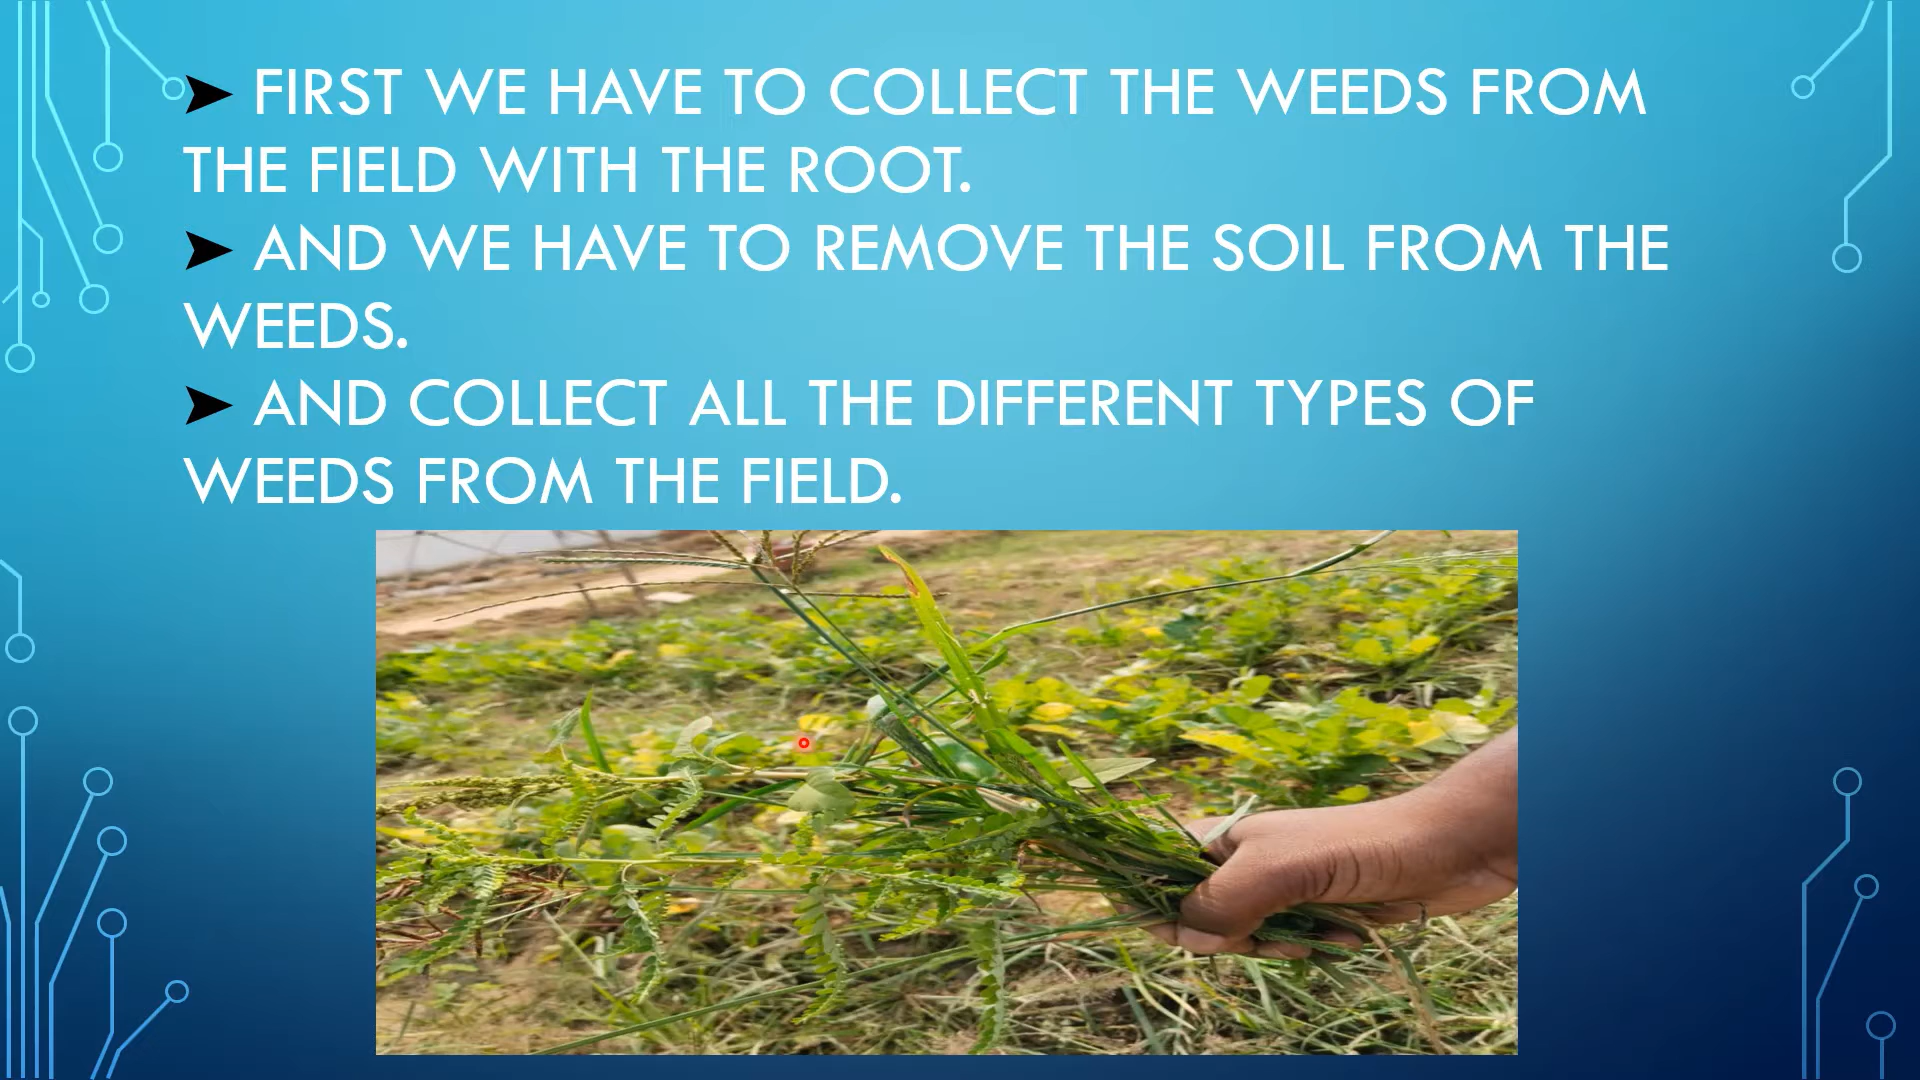 ➤ FIRST WE HAVE TO COLLECT THE WEEDS FROM
THE FIELD WITH THE ROOT.
➤ AND WE HAVE TO REMOVE THE SOIL FROM THE
WEEDS.
➤ AND COLLECT ALL THE DIFFERENT TYPES OF
WEEDS FROM THE FIELD.